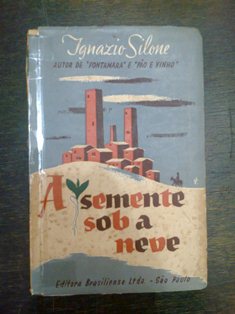 Ignazio Silone
AUTOR DE "FONTAMARA" E "PÃO E VINHO"
A semente
sob a
neve
Editora Brasiliense Ltda. - São Paulo